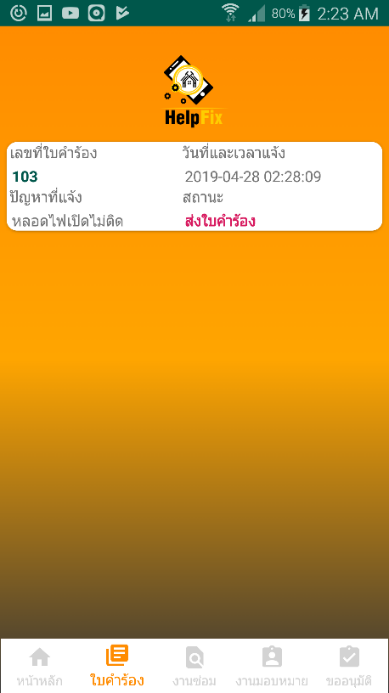 80% 2:23 AM
HelpFix
เลขที่ใบคำร้อง วันที่และเวลาแจ้ง
103 2019-04-28 02:28:09
ปัญหาที่แจ้ง สถานะ
หลอดไฟเปิดไม่ติด ส่งใบคำร้อง
หน้าหลัก ใบคำร้อง งานซ่อม งานมอบหมาย ขออนุมัติ